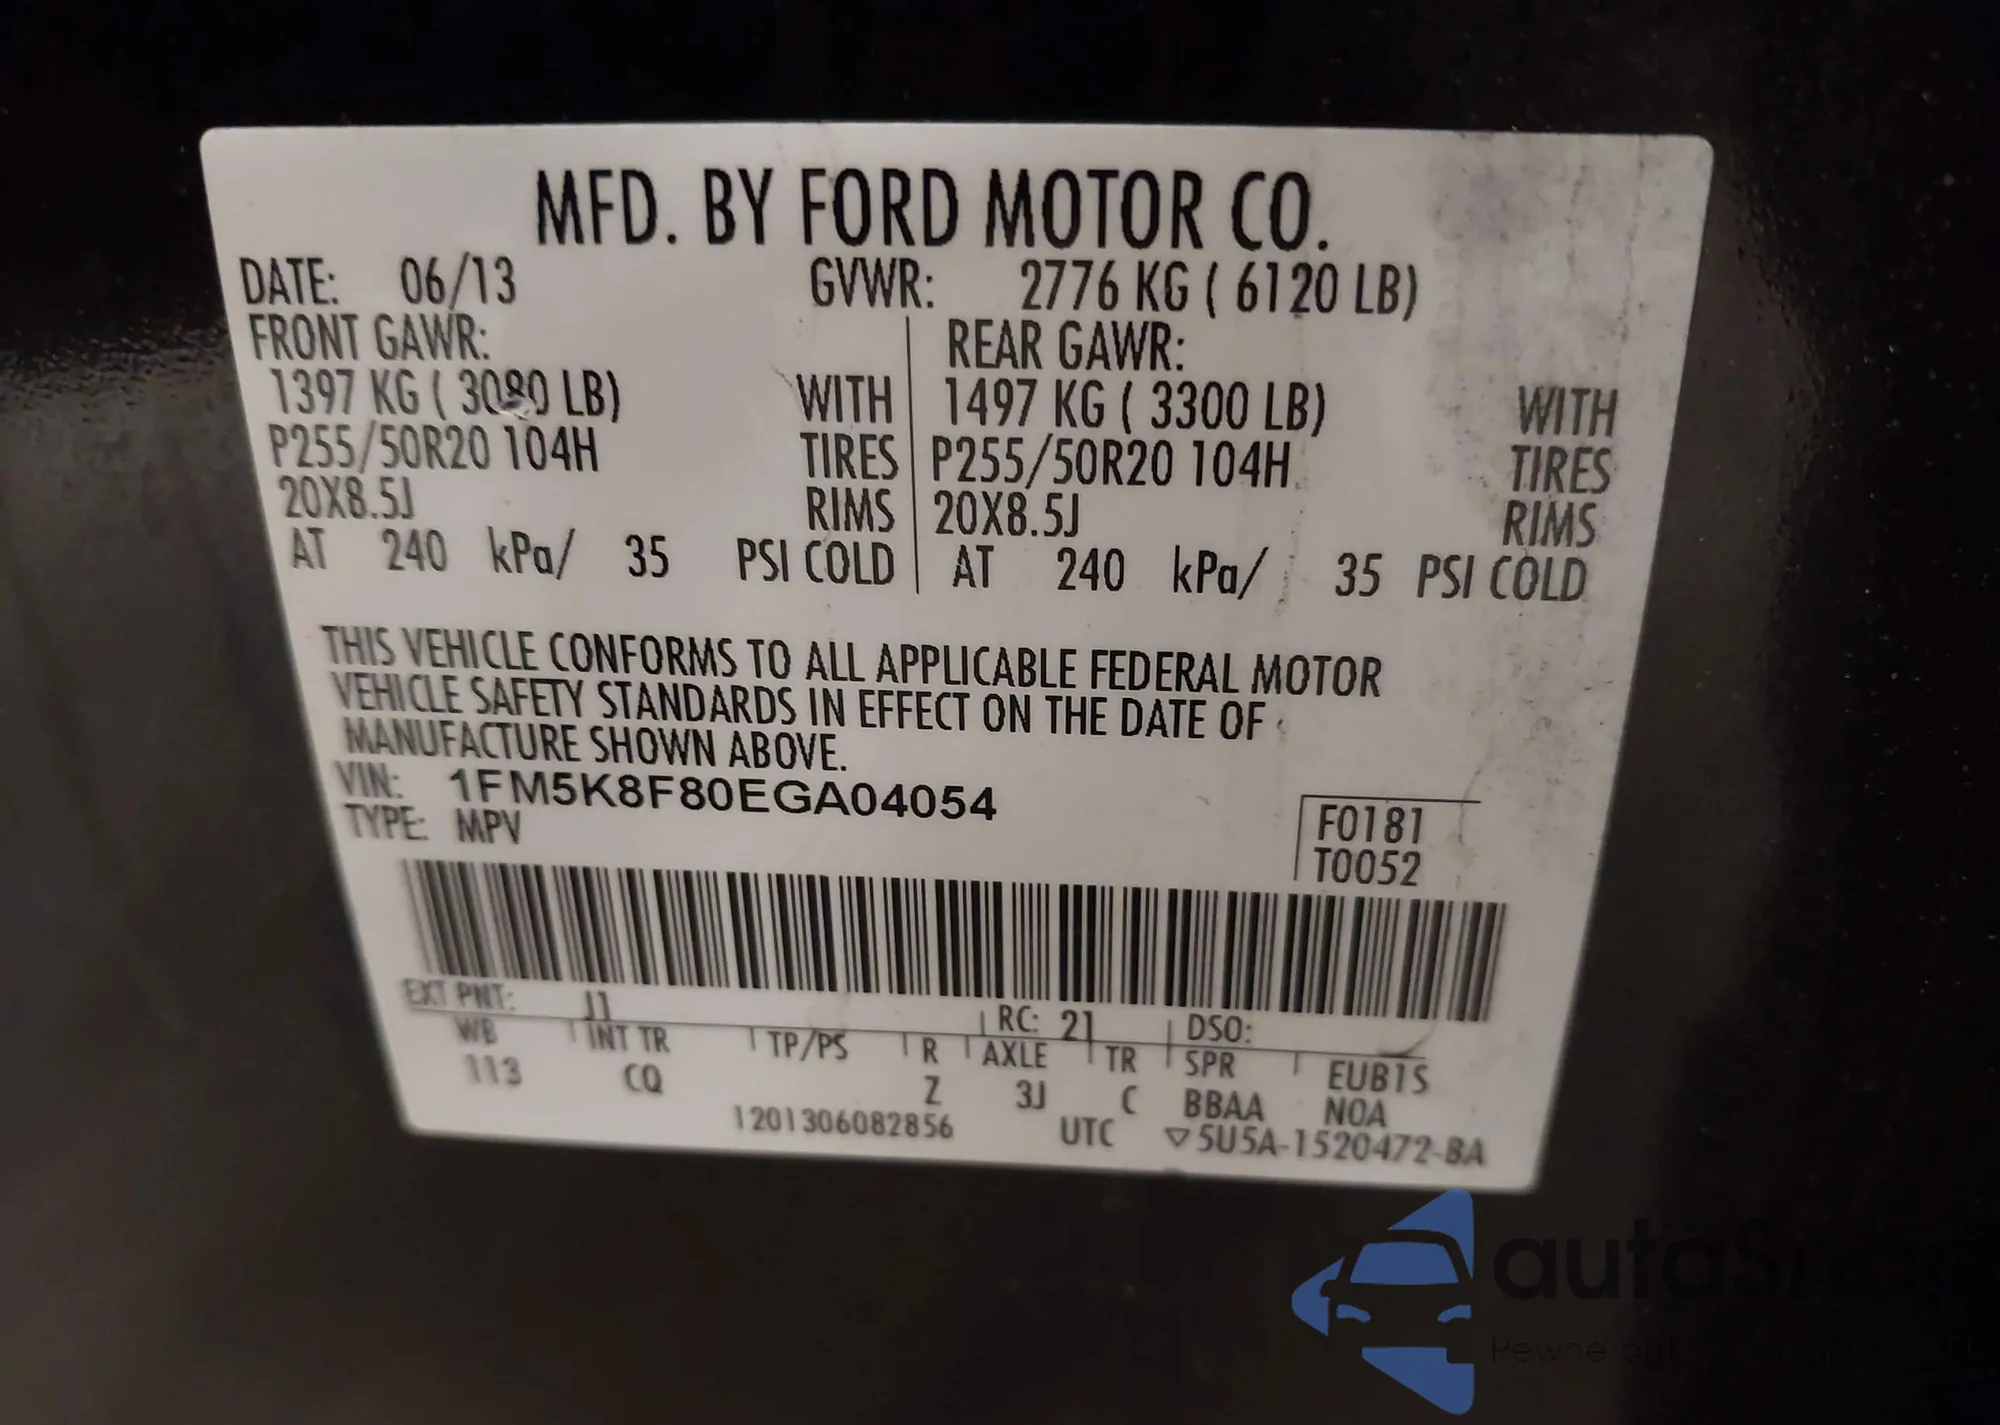 MFD. BY FORD MOTOR CO.
DATE: 06/13 GVWR: 2776 KG ( 6120 LB)
FRONT GAWR: REAR GAWR:
1397 KG ( 3080 LB) WITH 1497 KG ( 3300 LB) WITH
P255/50R20 104H TIRES P255/50R20 104H TIRES
20X8.5J RIMS 20X8.5J RIMS
AT 240 kPa/ 35 PSI COLD AT 240 kPa/ 35 PSI COLD
THIS VEHICLE CONFORMS TO ALL APPLICABLE FEDERAL MOTOR
VEHICLE SAFETY STANDARDS IN EFFECT ON THE DATE OF
MANUFACTURE SHOWN ABOVE.
VIN: 1FM5K8F80EGA04054
TYPE: MPV
F0181
T0052
EXT PNT: J1 RC: 21 DSO:
WB INT TR TP/PS R AXLE TR SPR EUB1S
113 CQ Z 3J C BBAA NOA
1201306082856 UTC ▽5U5A-1520472-BA
autaSnap
Pewne